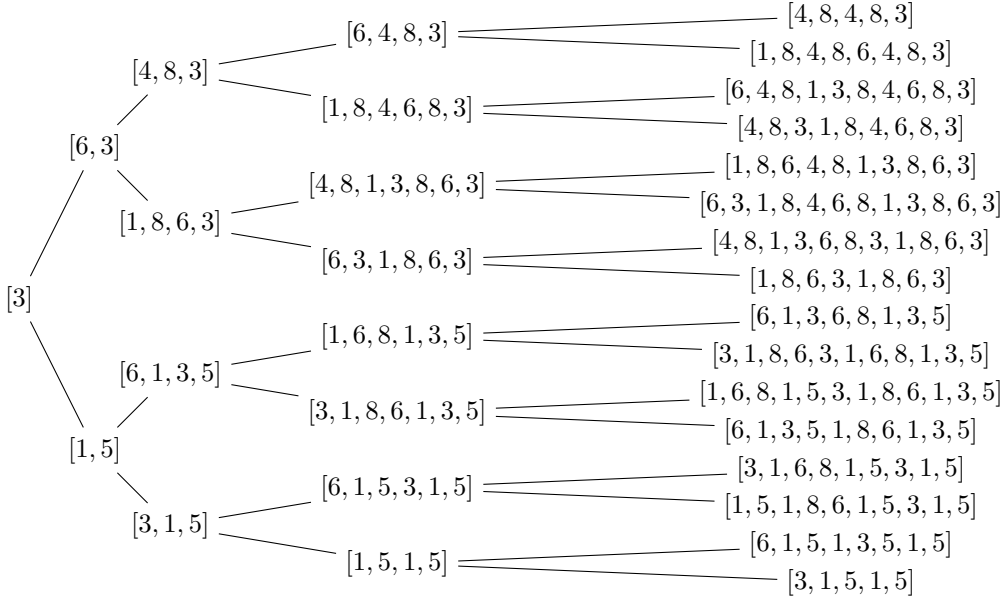 [4, 8, 4, 8, 3]
[6, 4, 8, 3]
[1, 8, 4, 8, 6, 4, 8, 3]
[4, 8, 3]
[6, 4, 8, 1, 3, 8, 4, 6, 8, 3]
[1, 8, 4, 6, 8, 3]
[4, 8, 3, 1, 8, 4, 6, 8, 3]
[6, 3]
[1, 8, 6, 4, 8, 1, 3, 8, 6, 3]
[4, 8, 1, 3, 8, 6, 3]
[6, 3, 1, 8, 4, 6, 8, 1, 3, 8, 6, 3]
[1, 8, 6, 3]
[4, 8, 1, 3, 6, 8, 3, 1, 8, 6, 3]
[6, 3, 1, 8, 6, 3]
[1, 8, 6, 3, 1, 8, 6, 3]
[3]
[6, 1, 3, 6, 8, 1, 3, 5]
[1, 6, 8, 1, 3, 5]
[3, 1, 8, 6, 3, 1, 6, 8, 1, 3, 5]
[6, 1, 3, 5]
[1, 6, 8, 1, 5, 3, 1, 8, 6, 1, 3, 5]
[3, 1, 8, 6, 1, 3, 5]
[6, 1, 3, 5, 1, 8, 6, 1, 3, 5]
[1, 5]
[3, 1, 6, 8, 1, 5, 3, 1, 5]
[6, 1, 5, 3, 1, 5]
[1, 5, 1, 8, 6, 1, 5, 3, 1, 5]
[3, 1, 5]
[6, 1, 5, 1, 3, 5, 1, 5]
[1, 5, 1, 5]
[3, 1, 5, 1, 5]